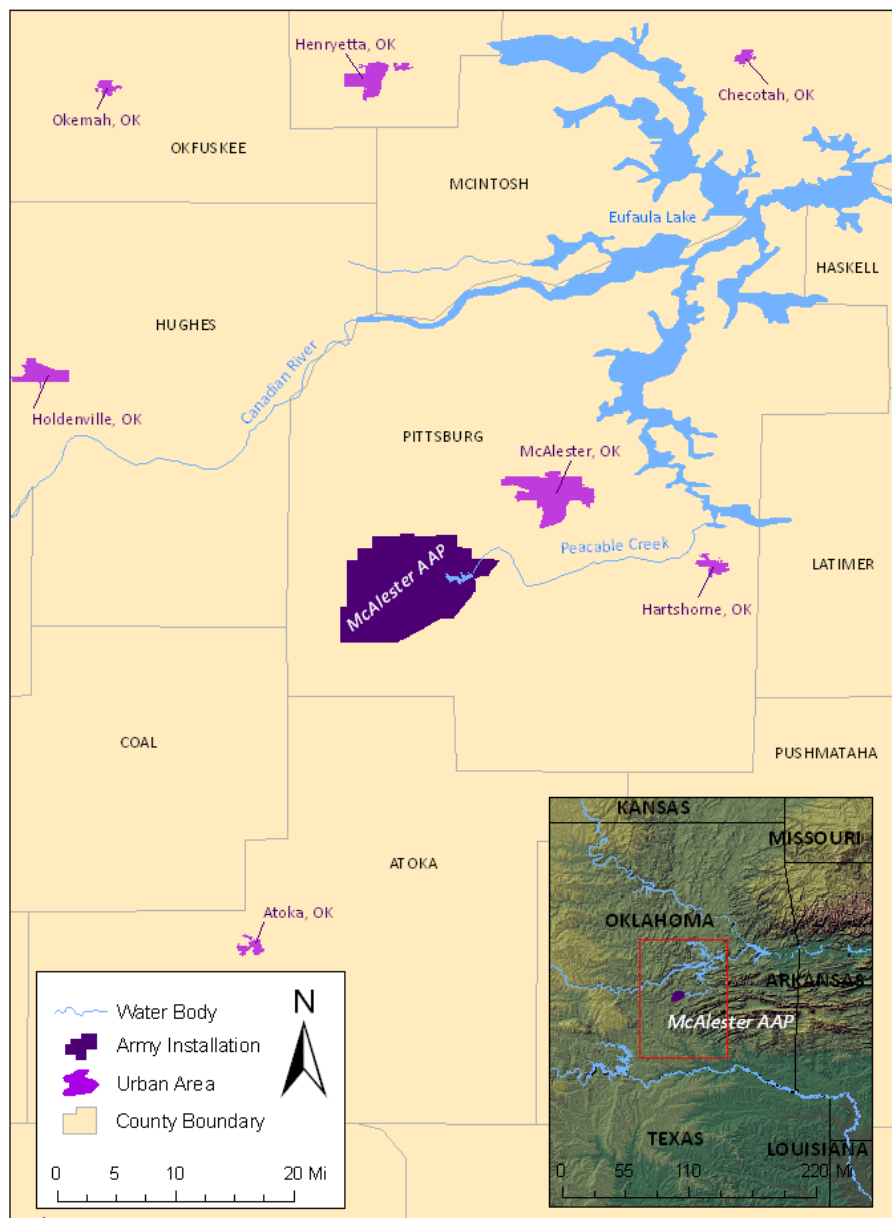 Henryetta, OK
Checotah, OK
Okemah, OK
OKFUSKEE
MCINTOSH
Eufaula Lake
HASKELL
HUGHES
Canadian River
Holdenville, OK
PITTSBURG
McAlester, OK
McAlester AAP
Peacable Creek
LATIMER
Hartshorne, OK
COAL
PUSHMATAHA
ATOKA
Atoka, OK
Water Body
Army Installation
Urban Area
County Boundary
N
0 5 10 20 Mi
KANSAS
MISSOURI
OKLAHOMA
ARKANSAS
McAlester AAP
TEXAS
LOUISIANA
0 55 110 220 Mi